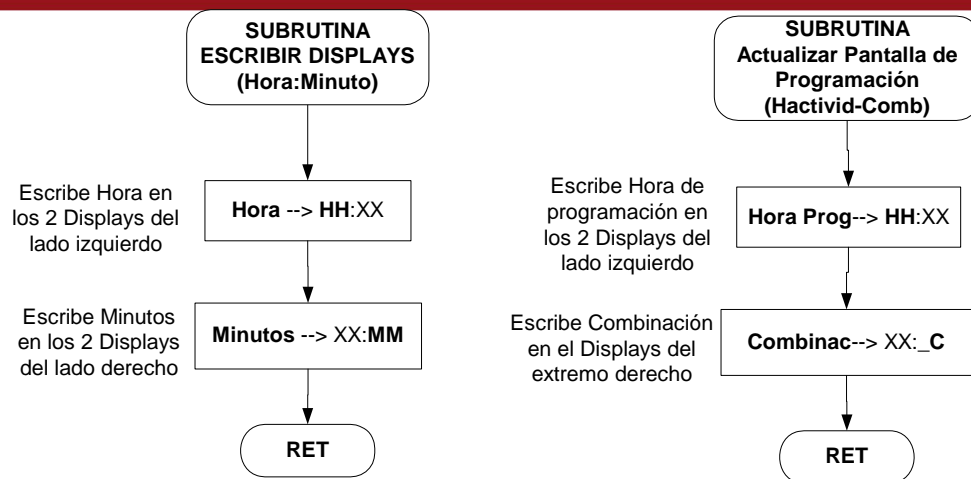 SUBRUTINA
ESCRIBIR DISPLAYS
(Hora:Minuto)
Escribe Hora en
los 2 Displays del
lado izquierdo
Hora --> HH:XX
Escribe Minutos
en los 2 Displays
del lado derecho
Minutos --> XX:MM
RET
SUBRUTINA
Actualizar Pantalla de
Programación
(Hactivid-Comb)
Escribe Hora de
programación en
los 2 Displays del
lado izquierdo
Hora Prog--> HH:XX
Escribe Combinación
en el Displays del
extremo derecho
Combinac--> XX:_C
RET